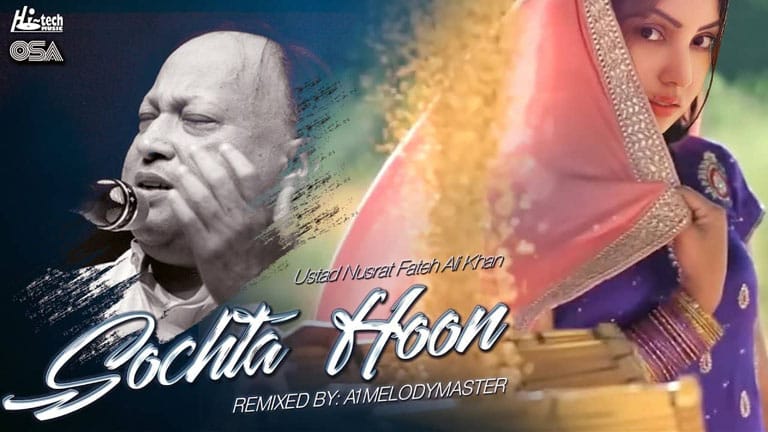 Hi-tech
MUSIC
OSA
Ustad Nusrat Fateh Ali Khan
Sochta Hoon
REMIXED BY: A1MELODYMASTER